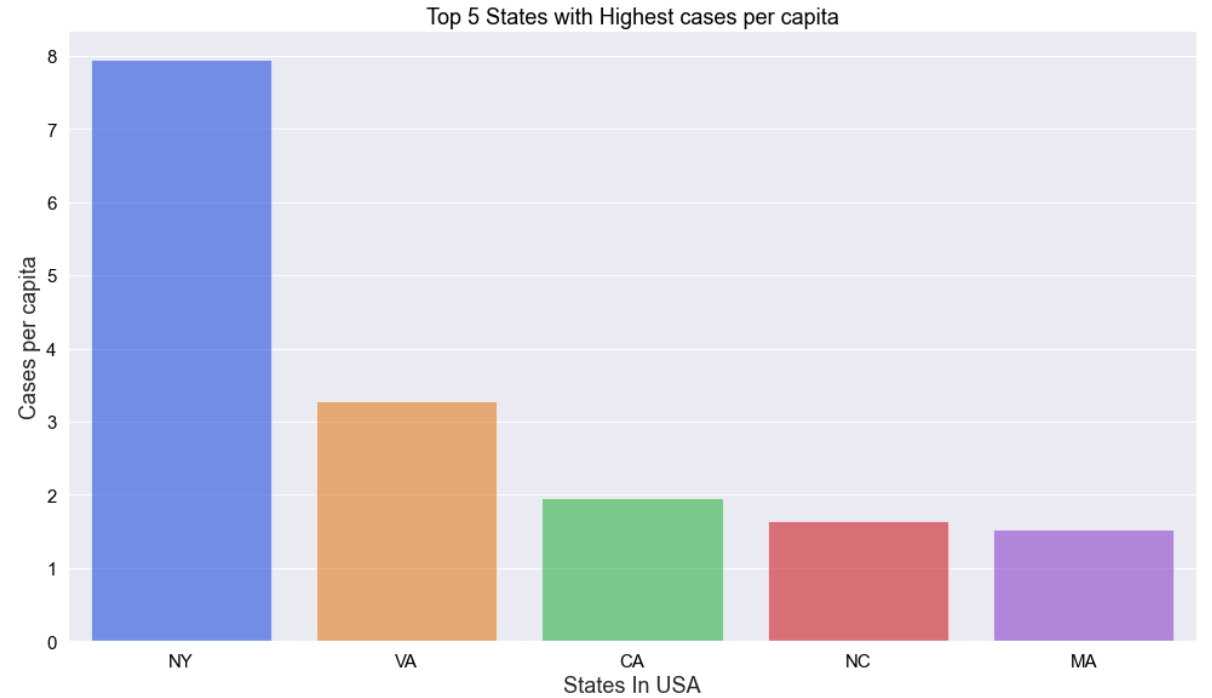 Top 5 States with Highest cases per capita
8
7
6
5
4
3
2
1
0
Cases per capita
NY VA CA NC MA
States In USA